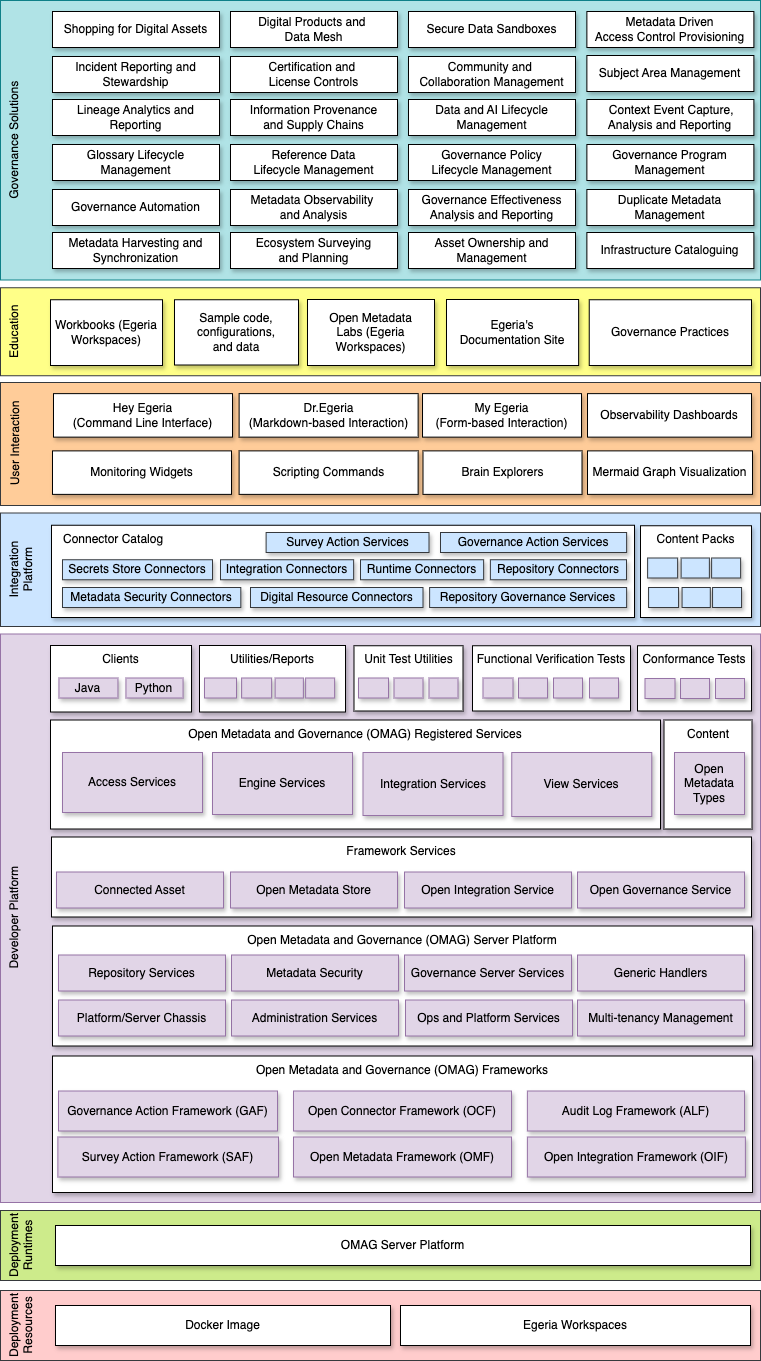 Governance Solutions
Shopping for Digital Assets
Digital Products and
Data Mesh
Secure Data Sandboxes
Metadata Driven
Access Control Provisioning
Incident Reporting and
Stewardship
Certification and
License Controls
Community and
Collaboration Management
Subject Area Management
Lineage Analytics and
Reporting
Information Provenance
and Supply Chains
Data and AI Lifecycle
Management
Context Event Capture,
Analysis and Reporting
Glossary Lifecycle
Management
Reference Data
Lifecycle Management
Governance Policy
Lifecycle Management
Governance Program
Management
Governance Automation
Metadata Observability
and Analysis
Governance Effectiveness
Analysis and Reporting
Duplicate Metadata
Management
Metadata Harvesting and
Synchronization
Ecosystem Surveying
and Planning
Asset Ownership and
Management
Infrastructure Cataloguing
Education
Workbooks (Egeria
Workspaces)
Sample code,
configurations,
and data
Open Metadata
Labs (Egeria
Workspaces)
Egeria's
Documentation Site
Governance Practices
User Interaction
Hey Egeria
(Command Line Interface)
Dr.Egeria
(Markdown-based Interaction)
My Egeria
(Form-based Interaction)
Observability Dashboards
Monitoring Widgets
Scripting Commands
Brain Explorers
Mermaid Graph Visualization
Integration
Platform
Connector Catalog
Survey Action Services
Governance Action Services
Secrets Store Connectors
Integration Connectors
Runtime Connectors
Repository Connectors
Metadata Security Connectors
Digital Resource Connectors
Repository Governance Services
Content Packs
Developer Platform
Clients
Java
Python
Utilities/Reports
Unit Test Utilities
Functional Verification Tests
Conformance Tests
Open Metadata and Governance (OMAG) Registered Services
Access Services
Engine Services
Integration Services
View Services
Content
Open
Metadata
Types
Framework Services
Connected Asset
Open Metadata Store
Open Integration Service
Open Governance Service
Open Metadata and Governance (OMAG) Server Platform
Repository Services
Metadata Security
Governance Server Services
Generic Handlers
Platform/Server Chassis
Administration Services
Ops and Platform Services
Multi-tenancy Management
Open Metadata and Governance (OMAG) Frameworks
Governance Action Framework (GAF)
Open Connector Framework (OCF)
Audit Log Framework (ALF)
Survey Action Framework (SAF)
Open Metadata Framework (OMF)
Open Integration Framework (OIF)
Deployment
Runtimes
OMAG Server Platform
Deployment
Resources
Docker Image
Egeria Workspaces